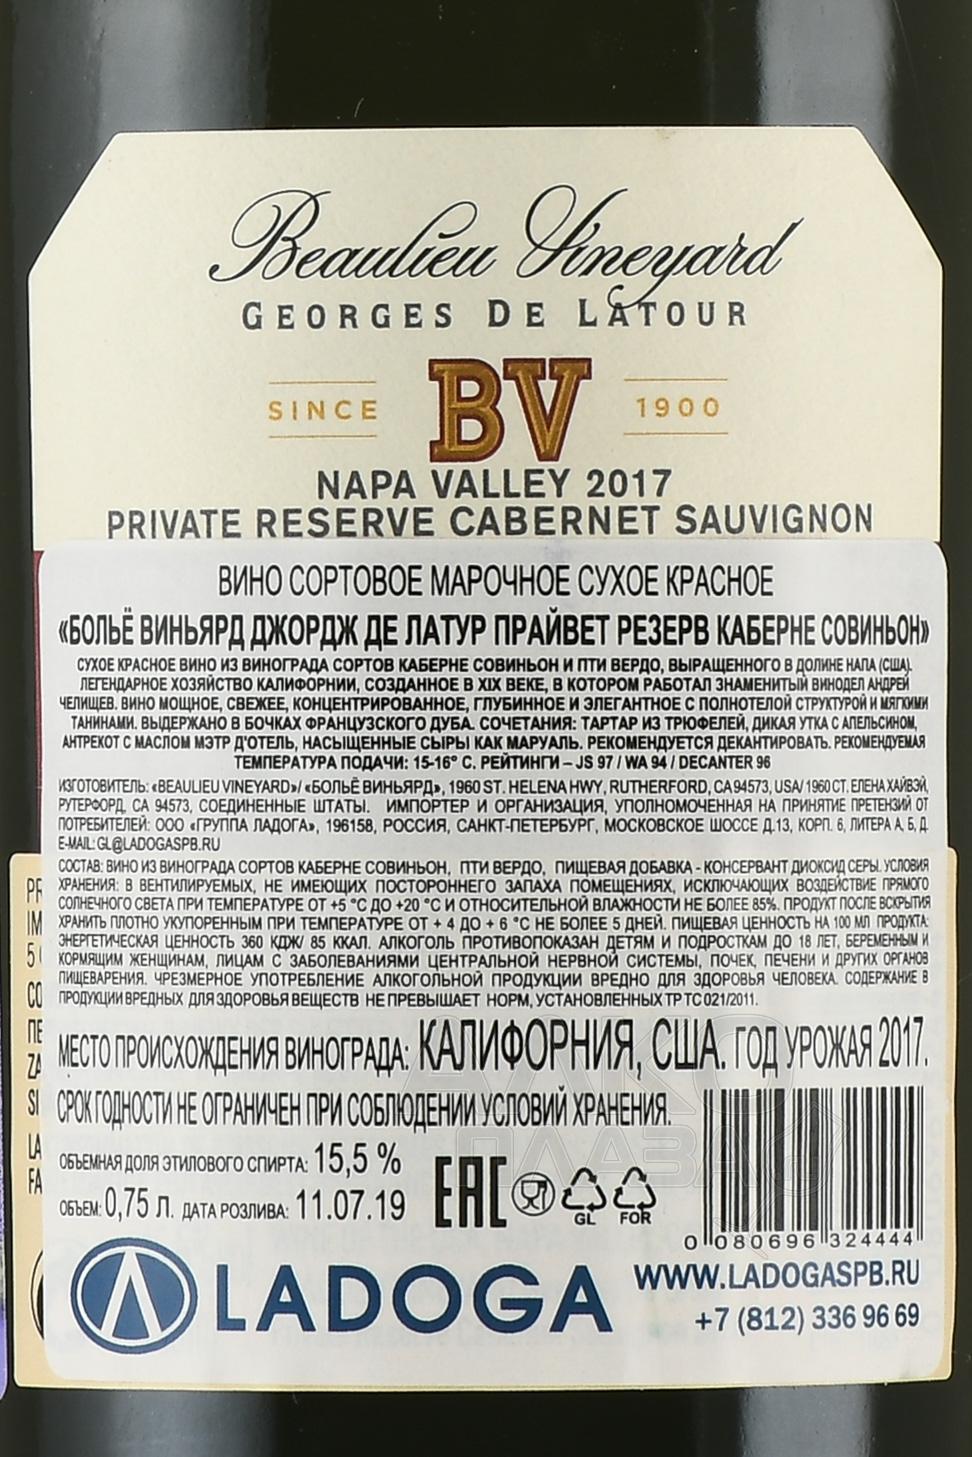 Beaulieu Vineyard
GEORGES DE LATOUR
SINCE BV 1900
NAPA VALLEY 2017
PRIVATE RESERVE CABERNET SAUVIGNON
ВИНО СОРТОВОЕ МАРОЧНОЕ СУХОЕ КРАСНОЕ
«БОЛЬЁ ВИНЬЯРД ДЖОРДЖ ДЕ ЛАТУР ПРАЙВЕТ РЕЗЕРВ КАБЕРНЕ СОВИНЬОН»
СУХОЕ КРАСНОЕ ВИНО ИЗ ВИНОГРАДА СОРТОВ КАБЕРНЕ СОВИНЬОН И ПТИ ВЕРДО, ВЫРАЩЕННОГО В ДОЛИНЕ НАПА (США).
ЛЕГЕНДАРНОЕ ХОЗЯЙСТВО КАЛИФОРНИИ, СОЗДАННОЕ В XIX ВЕКЕ, В КОТОРОМ РАБОТАЛ ЗНАМЕНИТЫЙ ВИНОДЕЛ АНДРЕЙ
ЧЕЛИЩЕВ. ВИНО МОЩНОЕ, СВЕЖЕЕ, КОНЦЕНТРИРОВАННОЕ, ГЛУБИННОЕ И ЭЛЕГАНТНОЕ С ПОЛНОТЕЛОЙ СТРУКТУРОЙ И МЯГКИМИ
ТАНИНАМИ. ВЫДЕРЖАНО В БОЧКАХ ФРАНЦУЗСКОГО ДУБА. СОЧЕТАНИЯ: ТАРТАР ИЗ ТРЮФЕЛЕЙ, ДИКАЯ УТКА С АПЕЛЬСИНОМ,
АНТРЕКОТ С МАСЛОМ МЭТР Д'ОТЕЛЬ, НАСЫЩЕННЫЕ СЫРЫ КАК МАРУАЛЬ. РЕКОМЕНДУЕТСЯ ДЕКАНТИРОВАТЬ. РЕКОМЕНДУЕМАЯ
ТЕМПЕРАТУРА ПОДАЧИ: 15-16° С. РЕЙТИНГИ – JS 97 / WA 94 / DECANTER 96
ИЗГОТОВИТЕЛЬ: «BEAULIEU VINEYARD»/ «БОЛЬЁ ВИНЬЯРД», 1960 ST. HELENA HWY, RUTHERFORD, CA 94573, USA/ 1960 СТ. ЕЛЕНА ХАЙВЭЙ,
РУТЕРФОРД, СА 94573, СОЕДИНЕННЫЕ ШТАТЫ. ИМПОРТЕР И ОРГАНИЗАЦИЯ, УПОЛНОМОЧЕННАЯ НА ПРИНЯТИЕ ПРЕТЕНЗИЙ ОТ
ПОТРЕБИТЕЛЕЙ: ООО «ГРУППА ЛАДОГА», 196158, РОССИЯ, САНКТ-ПЕТЕРБУРГ, МОСКОВСКОЕ ШОССЕ Д.13, КОРП. 6, ЛИТЕРА А, Б, Д.
E-MAIL: GL@LADOGASPB.RU
СОСТАВ: ВИНО ИЗ ВИНОГРАДА СОРТОВ КАБЕРНЕ СОВИНЬОН, ПТИ ВЕРДО, ПИЩЕВАЯ ДОБАВКА - КОНСЕРВАНТ ДИОКСИД СЕРЫ. УСЛОВИЯ
ХРАНЕНИЯ: В ВЕНТИЛИРУЕМЫХ, НЕ ИМЕЮЩИХ ПОСТОРОННЕГО ЗАПАХА ПОМЕЩЕНИЯХ, ИСКЛЮЧАЮЩИХ ВОЗДЕЙСТВИЕ ПРЯМОГО
СОЛНЕЧНОГО СВЕТА ПРИ ТЕМПЕРАТУРЕ ОТ +5 °С ДО +20 °С И ОТНОСИТЕЛЬНОЙ ВЛАЖНОСТИ НЕ БОЛЕЕ 85%. ПРОДУКТ ПОСЛЕ ВСКРЫТИЯ
ХРАНИТЬ ПЛОТНО УКУПОРЕННЫМ ПРИ ТЕМПЕРАТУРЕ ОТ + 4 ДО + 6 °С НЕ БОЛЕЕ 5 ДНЕЙ. ПИЩЕВАЯ ЦЕННОСТЬ НА 100 МЛ ПРОДУКТА:
ЭНЕРГЕТИЧЕСКАЯ ЦЕННОСТЬ 360 КДЖ/ 85 ККАЛ. АЛКОГОЛЬ ПРОТИВОПОКАЗАН ДЕТЯМ И ПОДРОСТКАМ ДО 18 ЛЕТ, БЕРЕМЕННЫМ И
КОРМЯЩИМ ЖЕНЩИНАМ, ЛИЦАМ С ЗАБОЛЕВАНИЯМИ ЦЕНТРАЛЬНОЙ НЕРВНОЙ СИСТЕМЫ, ПОЧЕК, ПЕЧЕНИ И ДРУГИХ ОРГАНОВ
ПИЩЕВАРЕНИЯ. ЧРЕЗМЕРНОЕ УПОТРЕБЛЕНИЕ АЛКОГОЛЬНОЙ ПРОДУКЦИИ ВРЕДНО ДЛЯ ЗДОРОВЬЯ ЧЕЛОВЕКА. СОДЕРЖАНИЕ В
ПРОДУКЦИИ ВРЕДНЫХ ДЛЯ ЗДОРОВЬЯ ВЕЩЕСТВ НЕ ПРЕВЫШАЕТ НОРМ, УСТАНОВЛЕННЫХ ТР ТС 021/2011.
МЕСТО ПРОИСХОЖДЕНИЯ ВИНОГРАДА: КАЛИФОРНИЯ, США. ГОД УРОЖАЯ 2017.
СРОК ГОДНОСТИ НЕ ОГРАНИЧЕН ПРИ СОБЛЮДЕНИИ УСЛОВИЙ ХРАНЕНИЯ.
ОБЪЕМНАЯ ДОЛЯ ЭТИЛОВОГО СПИРТА: 15,5 %
ОБЪЕМ: 0,75 Л. ДАТА РОЗЛИВА: 11.07.19
EAC
GL FOR
0 080696 324444
LADOGA
WWW.LADOGASPB.RU
+7 (812) 336 96 69
АЛКО
ПЛАЗА